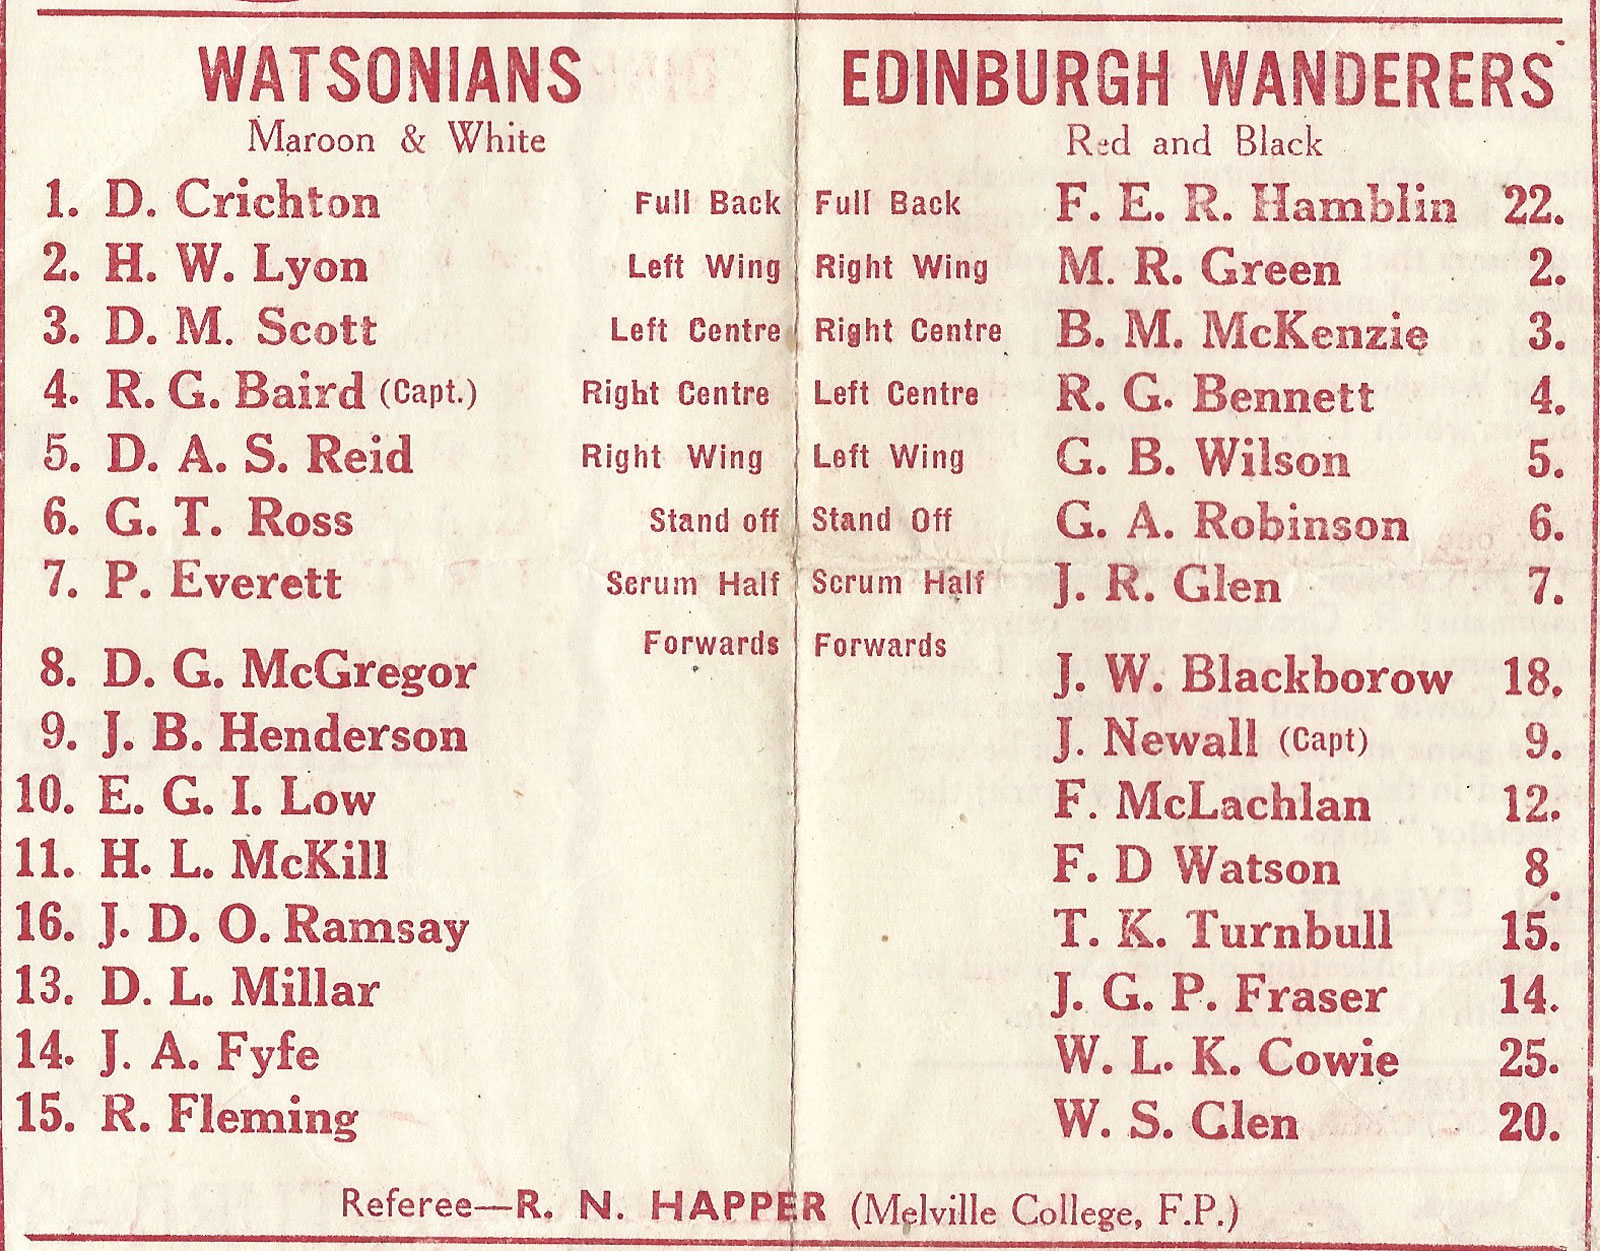 WATSONIANS EDINBURGH WANDERERS
Maroon & White Red and Black
1. D. Crichton Full Back Full Back F. E. R. Hamblin 22.
2. H. W. Lyon Left Wing Right Wing M. R. Green 2.
3. D. M. Scott Left Centre Right Centre B. M. McKenzie 3.
4. R. G. Baird (Capt.) Right Centre Left Centre R. G. Bennett 4.
5. D. A. S. Reid Right Wing Left Wing G. B. Wilson 5.
6. G. T. Ross Stand off Stand Off G. A. Robinson 6.
7. P. Everett Scrum Half Scrum Half J. R. Glen 7.
Forwards Forwards
8. D. G. McGregor J. W. Blackborow 18.
9. J. B. Henderson J. Newall (Capt) 9.
10. E. G. I. Low F. McLachlan 12.
11. H. L. McKill F. D Watson 8.
16. J. D. O. Ramsay T. K. Turnbull 15.
13. D. L. Millar J. G. P. Fraser 14.
14. J. A. Fyfe W. L. K. Cowie 25.
15. R. Fleming W. S. Glen 20.
Referee—R. N. HAPPER (Melville College, F.P.)